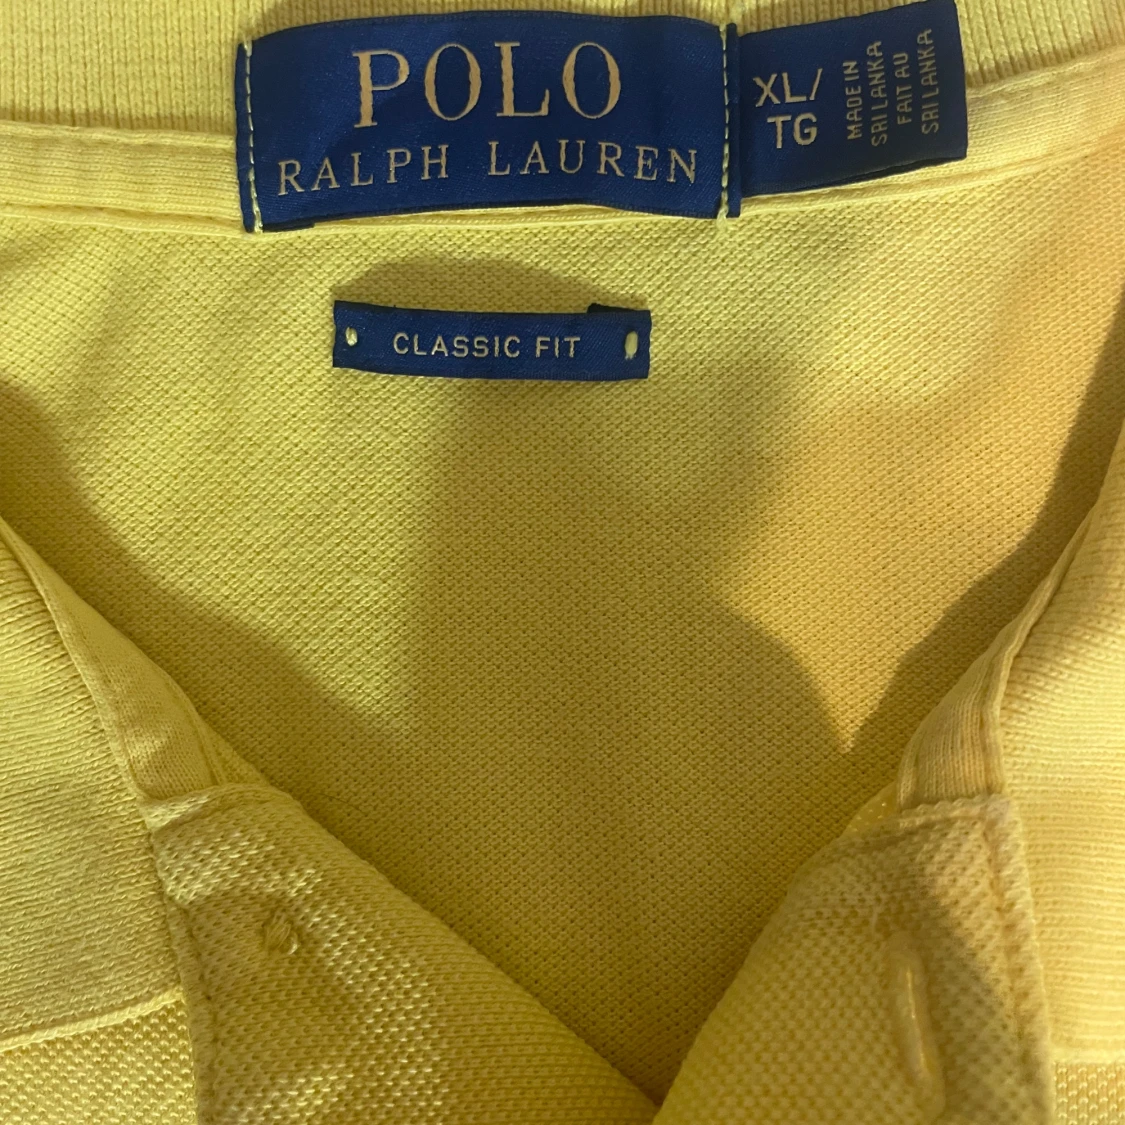 POLO
RALPH LAUREN
XL/
TG
MADE IN
SRI LANKA
FAIT AU
SRI LANKA
CLASSIC FIT